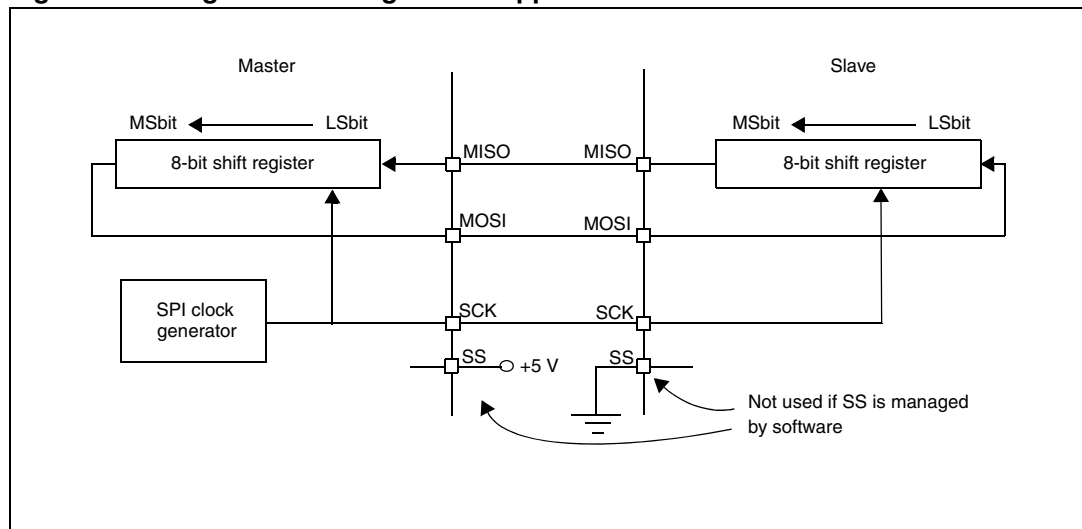 Master
Slave
MSbit
LSbit
MSbit
LSbit
8-bit shift register
MISO
MISO
8-bit shift register
MOSI
MOSI
SPI clock
generator
SCK
SCK
SS
+5 V
SS
Not used if SS is managed
by software